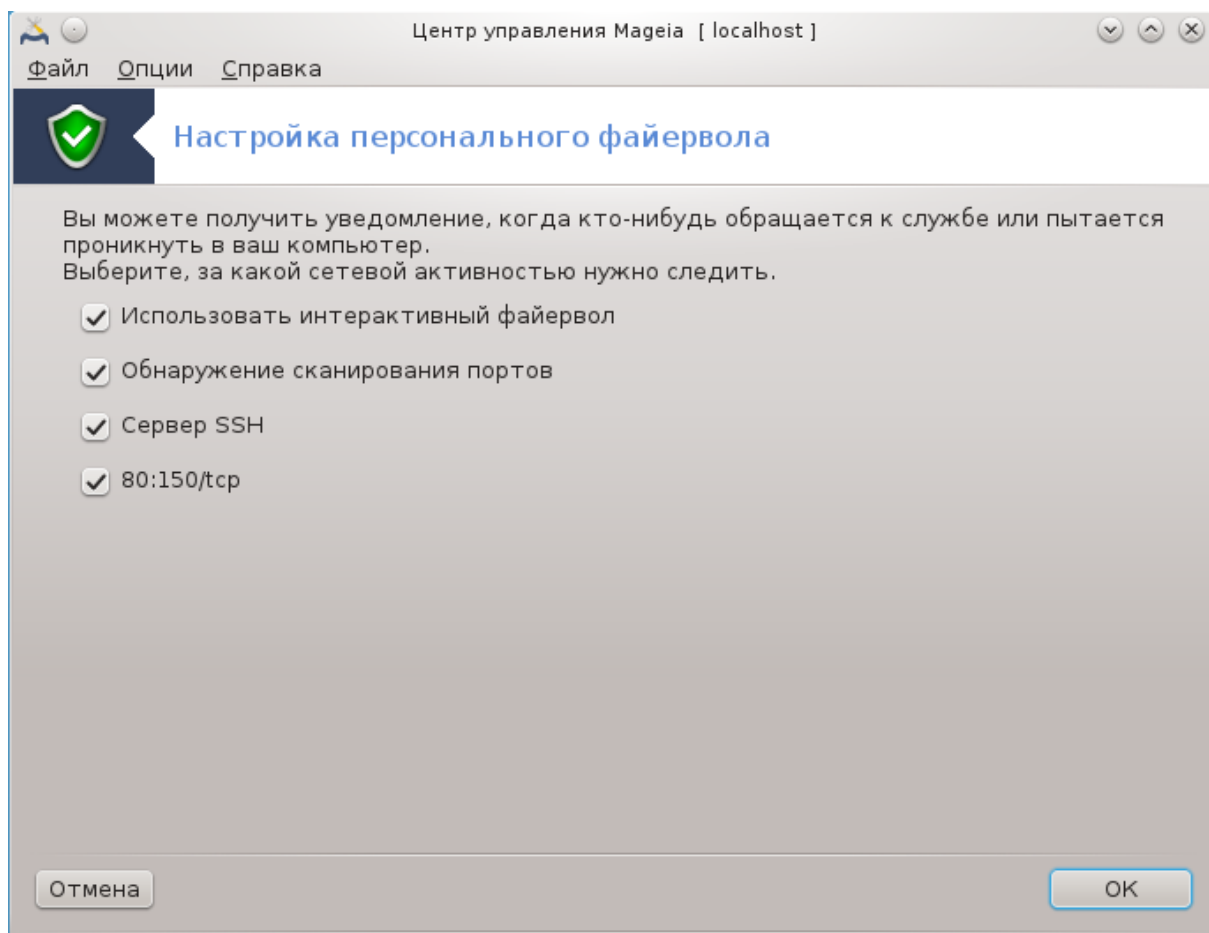 Центр управления Mageia [ localhost ]
Файл Опции Справка
Настройка персонального файервола
Вы можете получить уведомление, когда кто-нибудь обращается к службе или пытается
проникнуть в ваш компьютер.
Выберите, за какой сетевой активностью нужно следить.
Использовать интерактивный файервол
Обнаружение сканирования портов
Сервер SSH
80:150/tcp
Отмена
OK